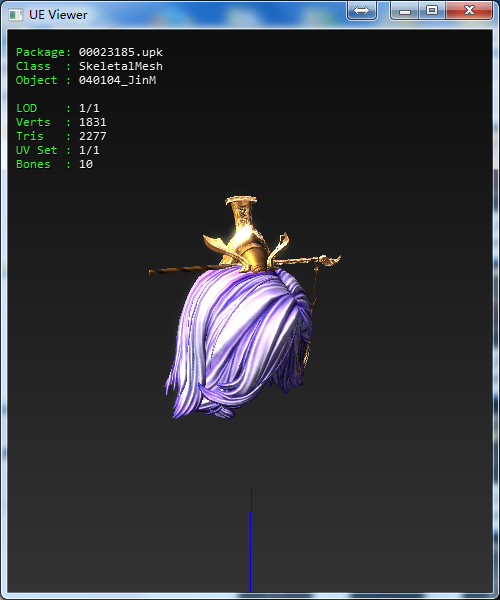 UE Viewer
Package: 00023185.upk
Class  : SkeletalMesh
Object : 040104_JinM
LOD    : 1/1
Verts  : 1831
Tris   : 2277
UV Set : 1/1
Bones  : 10